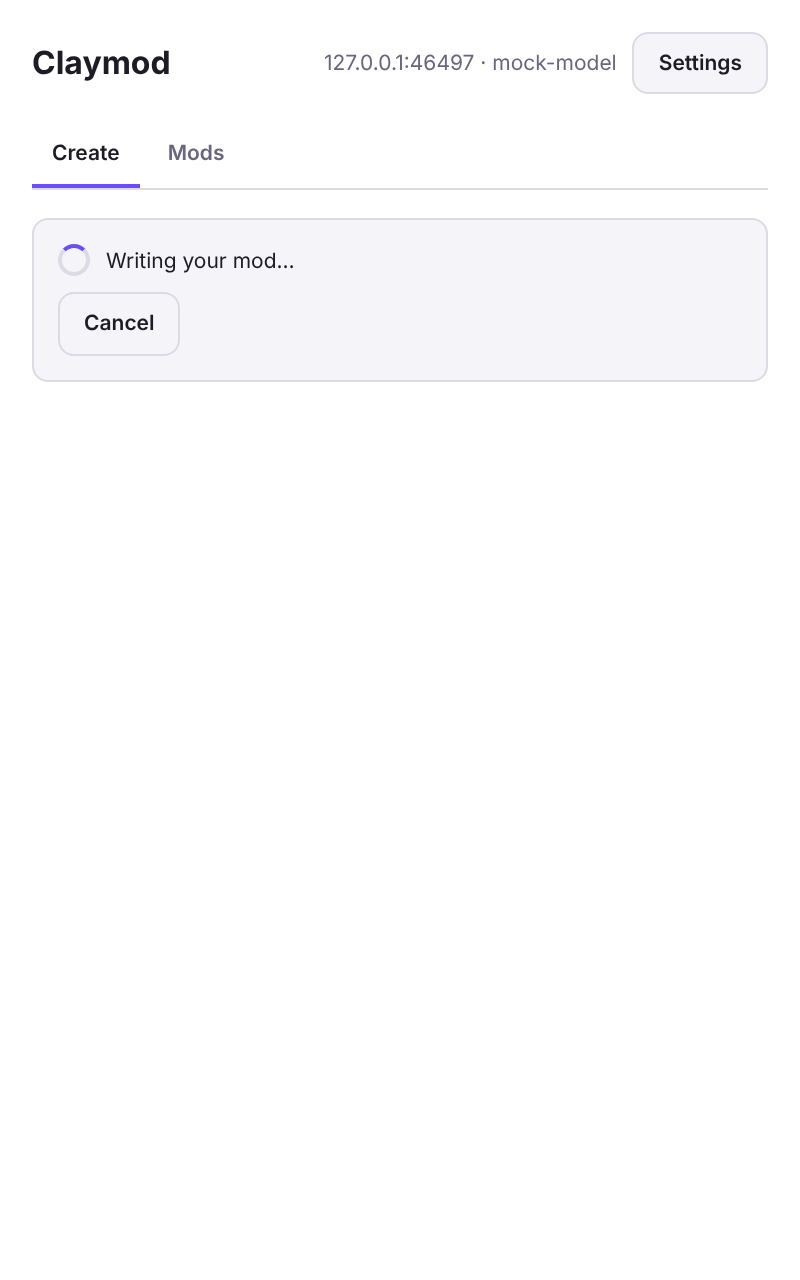 Claymod
127.0.0.1:46497 · mock-model
Settings
Create
Mods
Writing your mod…
Cancel